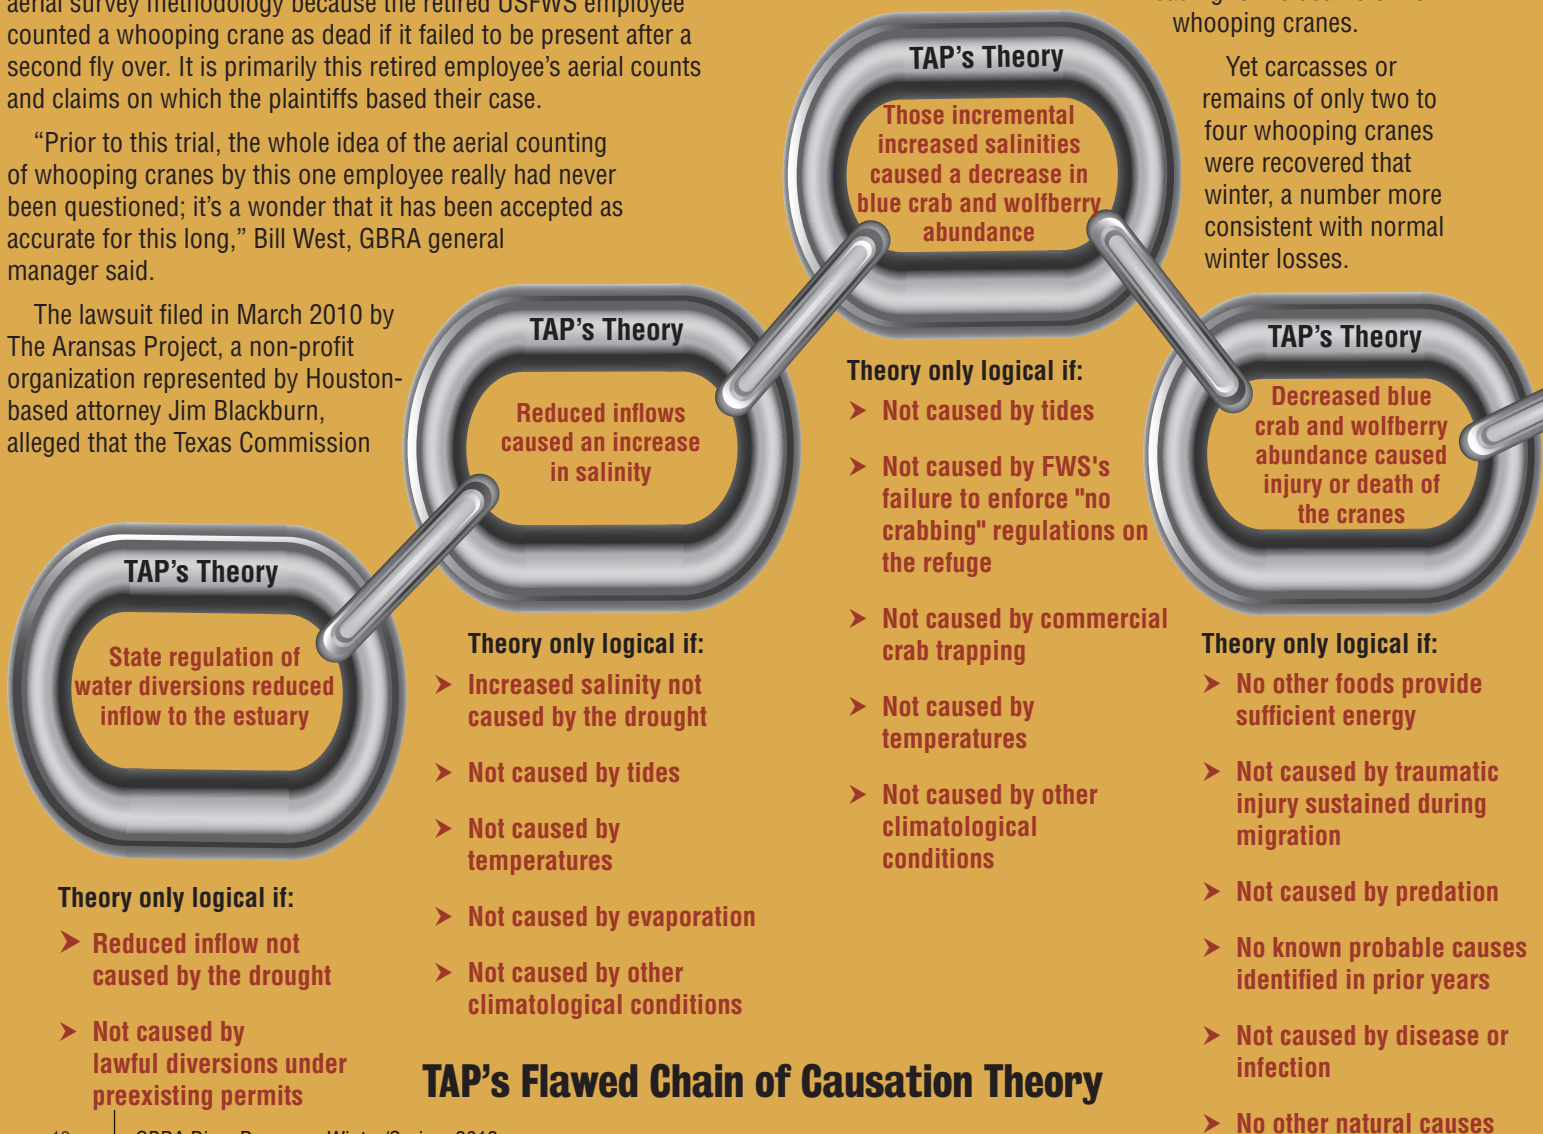 aerial survey methodology because the retired USFWS employee
counted a whooping crane as dead if it failed to be present after a
second fly over. It is primarily this retired employee's aerial counts
and claims on which the plaintiffs based their case.
“Prior to this trial, the whole idea of the aerial counting
of whooping cranes by this one employee really had never
been questioned; it's a wonder that it has been accepted as
accurate for this long,” Bill West, GBRA general
manager said.
The lawsuit filed in March 2010 by
The Aransas Project, a non-profit
organization represented by Houston-
based attorney Jim Blackburn,
alleged that the Texas Commission
whooping cranes.
Yet carcasses or
remains of only two to
four whooping cranes
were recovered that
winter, a number more
consistent with normal
winter losses.
TAP's Theory
State regulation of
water diversions reduced
inflow to the estuary
Theory only logical if:
➤ Reduced inflow not
caused by the drought
➤ Not caused by
lawful diversions under
preexisting permits
TAP's Theory
Reduced inflows
caused an increase
in salinity
Theory only logical if:
➤ Increased salinity not
caused by the drought
➤ Not caused by tides
➤ Not caused by
temperatures
➤ Not caused by evaporation
➤ Not caused by other
climatological conditions
TAP's Theory
Those incremental
increased salinities
caused a decrease in
blue crab and wolfberry
abundance
Theory only logical if:
➤ Not caused by tides
➤ Not caused by FWS's
failure to enforce "no
crabbing" regulations on
the refuge
➤ Not caused by commercial
crab trapping
➤ Not caused by
temperatures
➤ Not caused by other
climatological
conditions
TAP's Theory
Decreased blue
crab and wolfberry
abundance caused
injury or death of
the cranes
Theory only logical if:
➤ No other foods provide
sufficient energy
➤ Not caused by traumatic
injury sustained during
migration
➤ Not caused by predation
➤ No known probable causes
identified in prior years
➤ Not caused by disease or
infection
➤ No other natural causes
TAP's Flawed Chain of Causation Theory